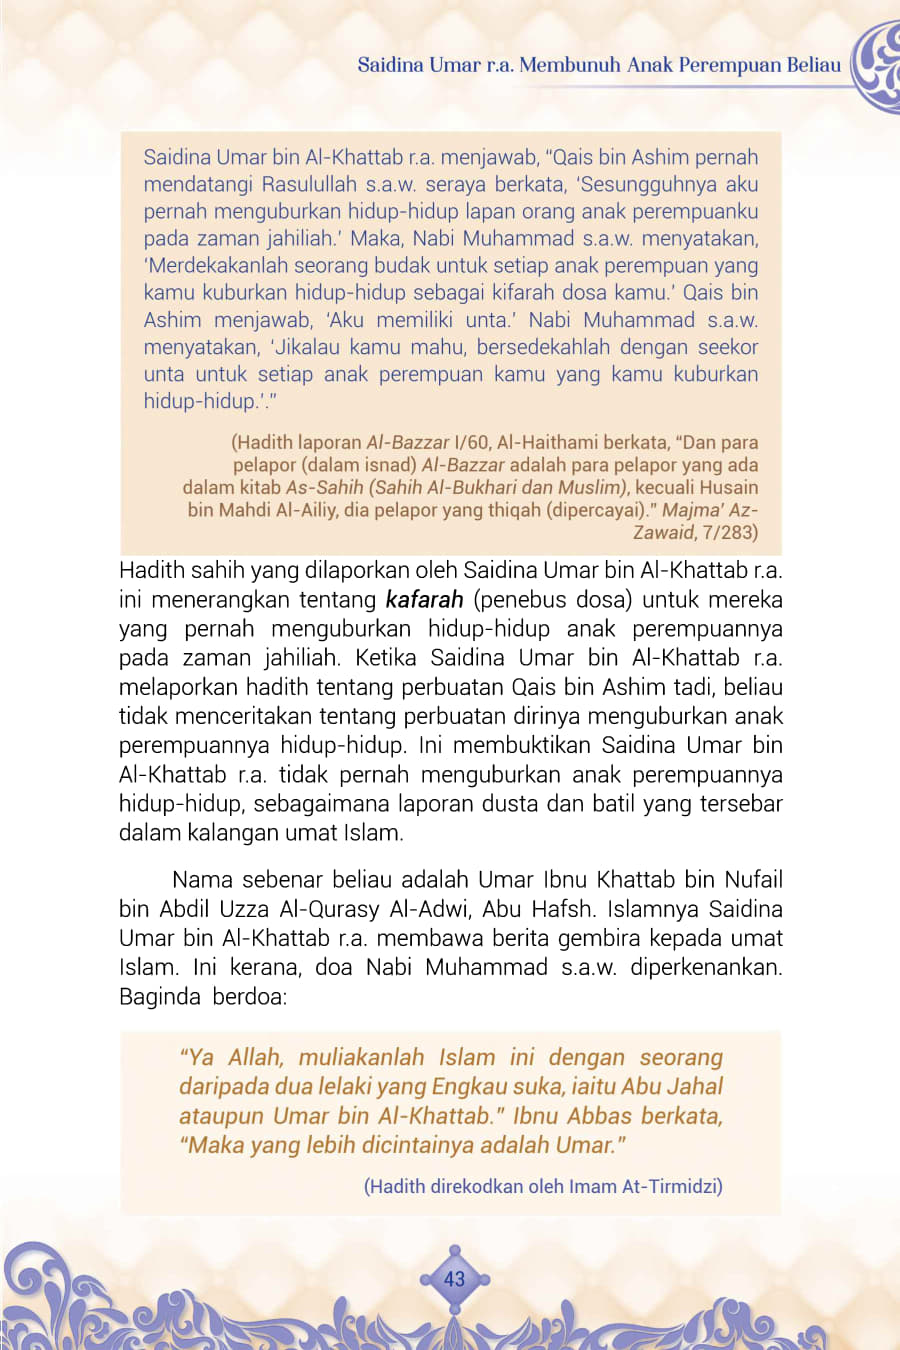 Saidina Umar r.a. Membunuh Anak Perempuan Beliau
Saidina Umar bin Al-Khattab r.a. menjawab, “Qais bin Ashim pernah
mendatangi Rasulullah s.a.w. seraya berkata, ‘Sesungguhnya aku
pernah menguburkan hidup-hidup lapan orang anak perempuanku
pada zaman jahiliah.’ Maka, Nabi Muhammad s.a.w. menyatakan,
‘Merdekakanlah seorang budak untuk setiap anak perempuan yang
kamu kuburkan hidup-hidup sebagai kifarah dosa kamu.’ Qais bin
Ashim menjawab, ‘Aku memiliki unta.’ Nabi Muhammad s.a.w.
menyatakan, ‘Jikalau kamu mahu, bersedekahlah dengan seekor
unta untuk setiap anak perempuan kamu yang kamu kuburkan
hidup-hidup.’.”
(Hadith laporan Al-Bazzar I/60, Al-Haithami berkata, “Dan para
pelapor (dalam isnad) Al-Bazzar adalah para pelapor yang ada
dalam kitab As-Sahih (Sahih Al-Bukhari dan Muslim), kecuali Husain
bin Mahdi Al-Ailiy, dia pelapor yang thiqah (dipercayai).” Majma’ Az-
Zawaid, 7/283)
Hadith sahih yang dilaporkan oleh Saidina Umar bin Al-Khattab r.a.
ini menerangkan tentang kafarah (penebus dosa) untuk mereka
yang pernah menguburkan hidup-hidup anak perempuannya
pada zaman jahiliah. Ketika Saidina Umar bin Al-Khattab r.a.
melaporkan hadith tentang perbuatan Qais bin Ashim tadi, beliau
tidak menceritakan tentang perbuatan dirinya menguburkan anak
perempuannya hidup-hidup. Ini membuktikan Saidina Umar bin
Al-Khattab r.a. tidak pernah menguburkan anak perempuannya
hidup-hidup, sebagaimana laporan dusta dan batil yang tersebar
dalam kalangan umat Islam.
Nama sebenar beliau adalah Umar Ibnu Khattab bin Nufail
bin Abdil Uzza Al-Qurasy Al-Adwi, Abu Hafsh. Islamnya Saidina
Umar bin Al-Khattab r.a. membawa berita gembira kepada umat
Islam. Ini kerana, doa Nabi Muhammad s.a.w. diperkenankan.
Baginda berdoa:
“Ya Allah, muliakanlah Islam ini dengan seorang
daripada dua lelaki yang Engkau suka, iaitu Abu Jahal
ataupun Umar bin Al-Khattab.” Ibnu Abbas berkata,
“Maka yang lebih dicintainya adalah Umar.”
(Hadith direkodkan oleh Imam At-Tirmidzi)
43